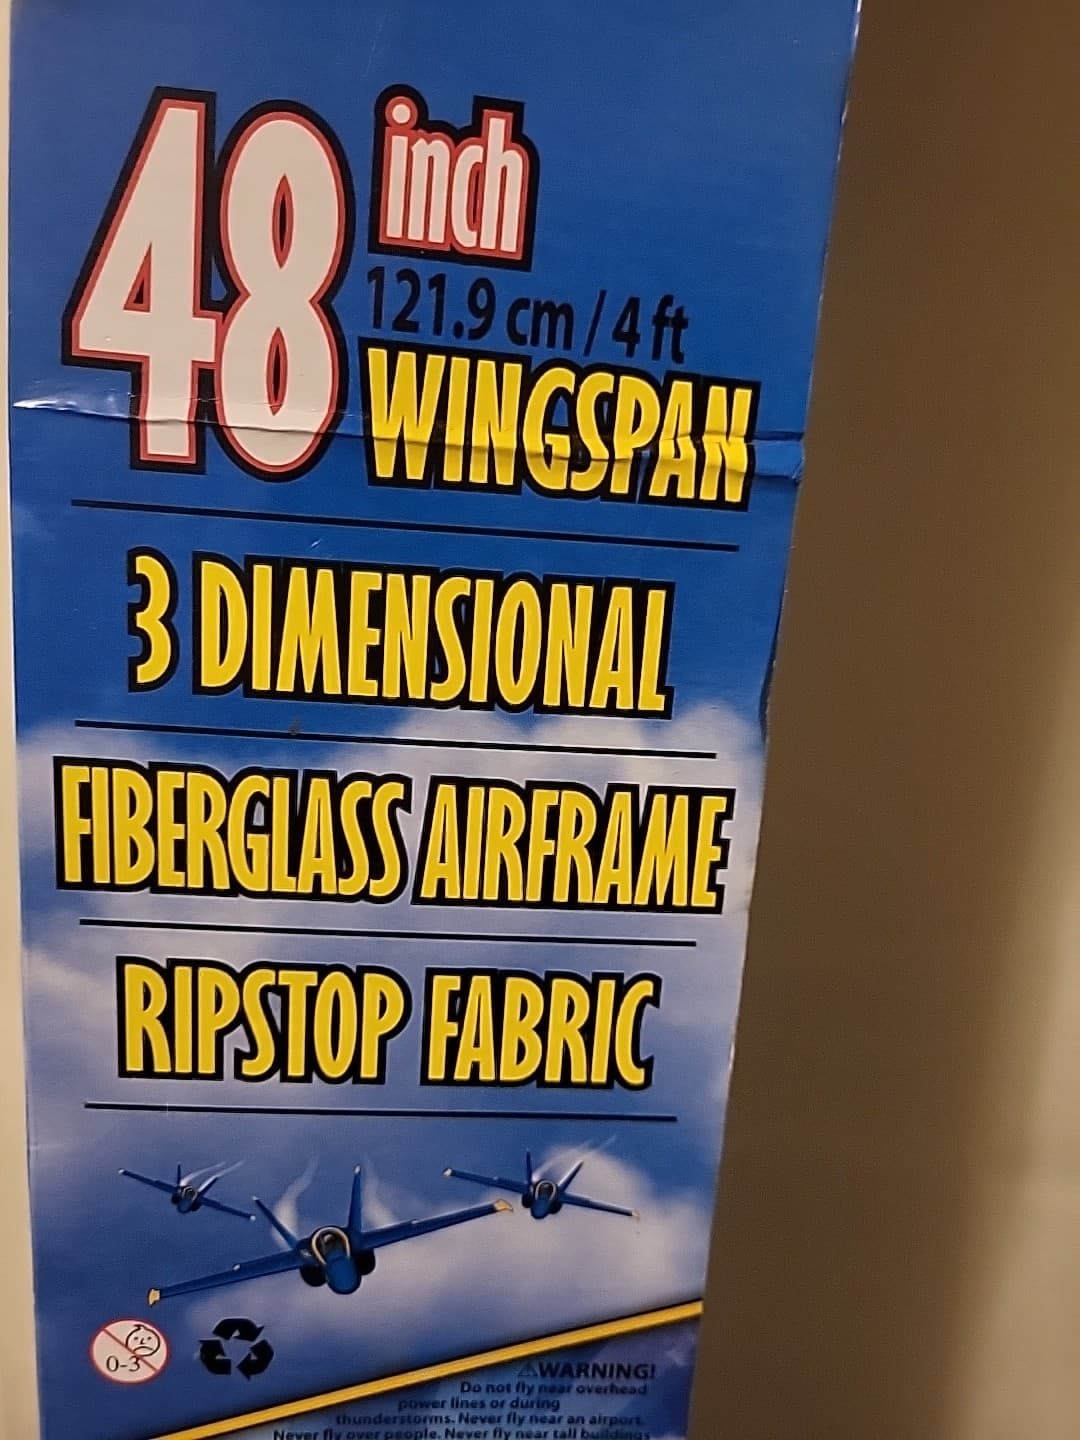 48 inch
121.9 cm / 4 ft
WINGSPAN
3 DIMENSIONAL
FIBERGLASS AIRFRAME
RIPSTOP FABRIC
0-3
⚠WARNING!
Do not fly near overhead
power lines or during
thunderstorms. Never fly near an airport.
Never fly over people. Never fly near tall buildings